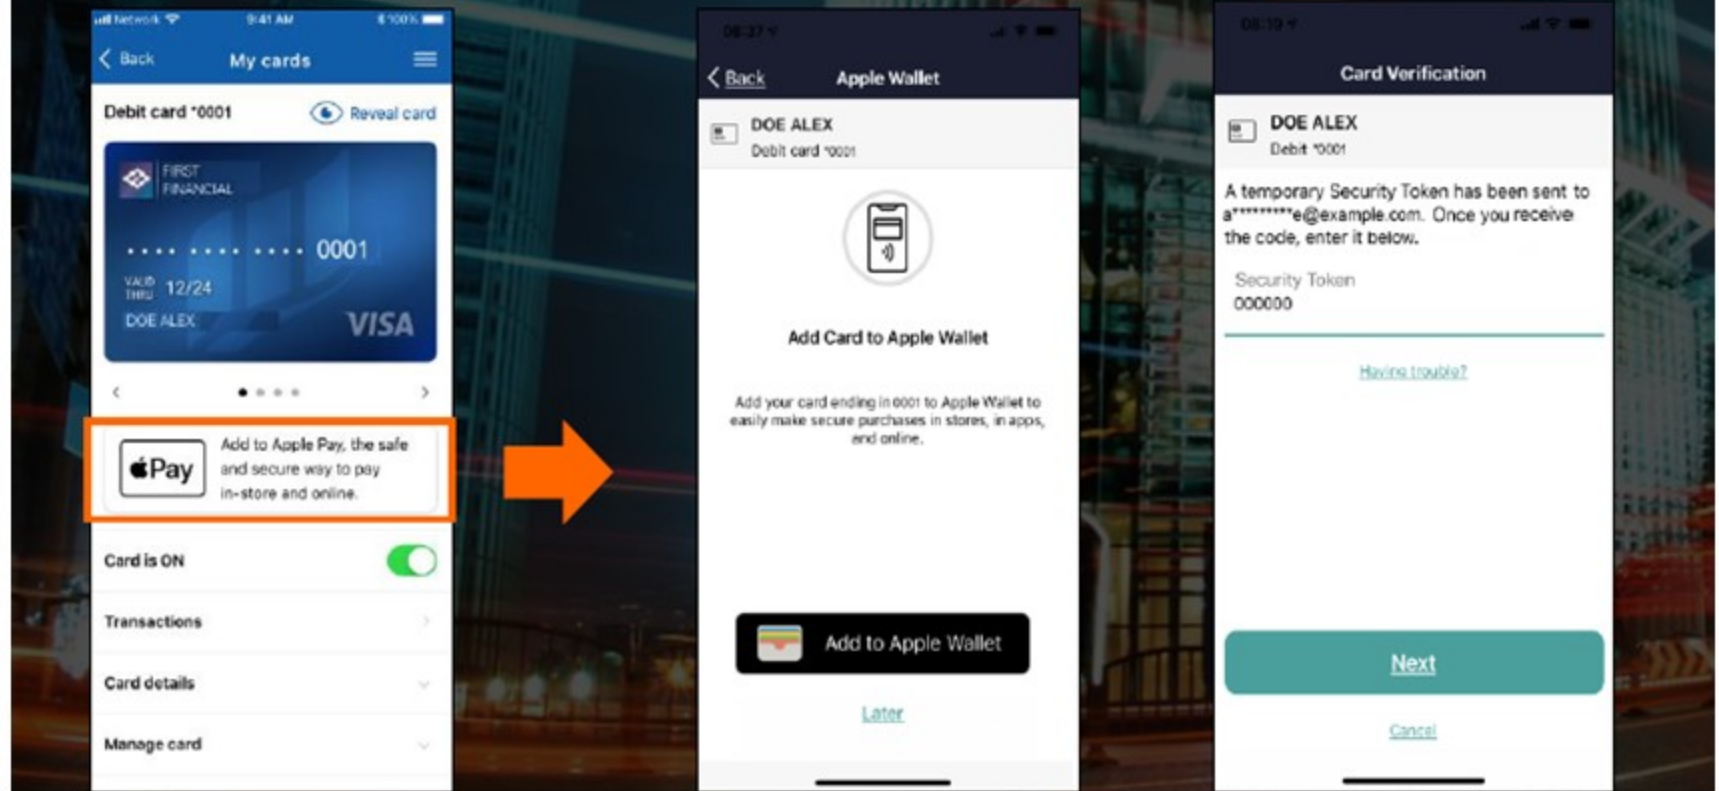 Network
9:41 AM
100%
Back
My cards
Debit card *0001
Reveal card
FIRST
FINANCIAL
.... .... .... 0001
VALID
THRU
12/24
DOE ALEX
VISA
Pay
Add to Apple Pay, the safe
and secure way to pay
in-store and online.
Card is ON
Transactions
Card details
Manage card
08:37
Back
Apple Wallet
DOE ALEX
Debit card *0001
Add Card to Apple Wallet
Add your card ending in 0001 to Apple Wallet to
easily make secure purchases in stores, in apps,
and online.
Add to Apple Wallet
Later
08:19
Card Verification
DOE ALEX
Debit *0001
A temporary Security Token has been sent to
a*********e@example.com. Once you receive
the code, enter it below.
Security Token
000000
Having trouble?
Next
Cancel